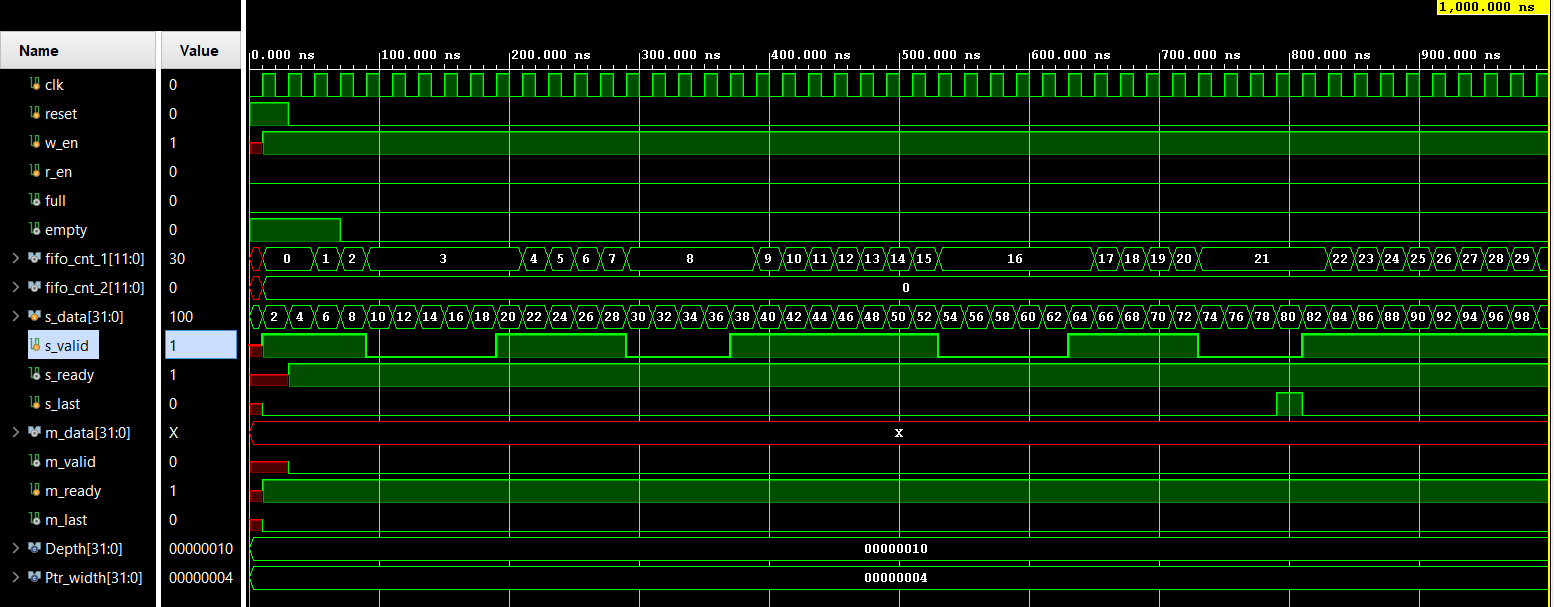 1,000.000 ns
Name Value
0.000 ns 100.000 ns 200.000 ns 300.000 ns 400.000 ns 500.000 ns 600.000 ns 700.000 ns 800.000 ns 900.000 ns
clk 0
reset 0
w_en 1
r_en 0
full 0
empty 0
fifo_cnt_1[11:0] 30 0 1 2 3 4 5 6 7 8 9 10 11 12 13 14 15 16 17 18 19 20 21 22 23 24 25 26 27 28 29
fifo_cnt_2[11:0] 0 0
s_data[31:0] 100 2 4 6 8 10 12 14 16 18 20 22 24 26 28 30 32 34 36 38 40 42 44 46 48 50 52 54 56 58 60 62 64 66 68 70 72 74 76 78 80 82 84 86 88 90 92 94 96 98
s_valid 1
s_ready 1
s_last 0
m_data[31:0] X X
m_valid 0
m_ready 1
m_last 0
Depth[31:0] 00000010 00000010
Ptr_width[31:0] 00000004 00000004